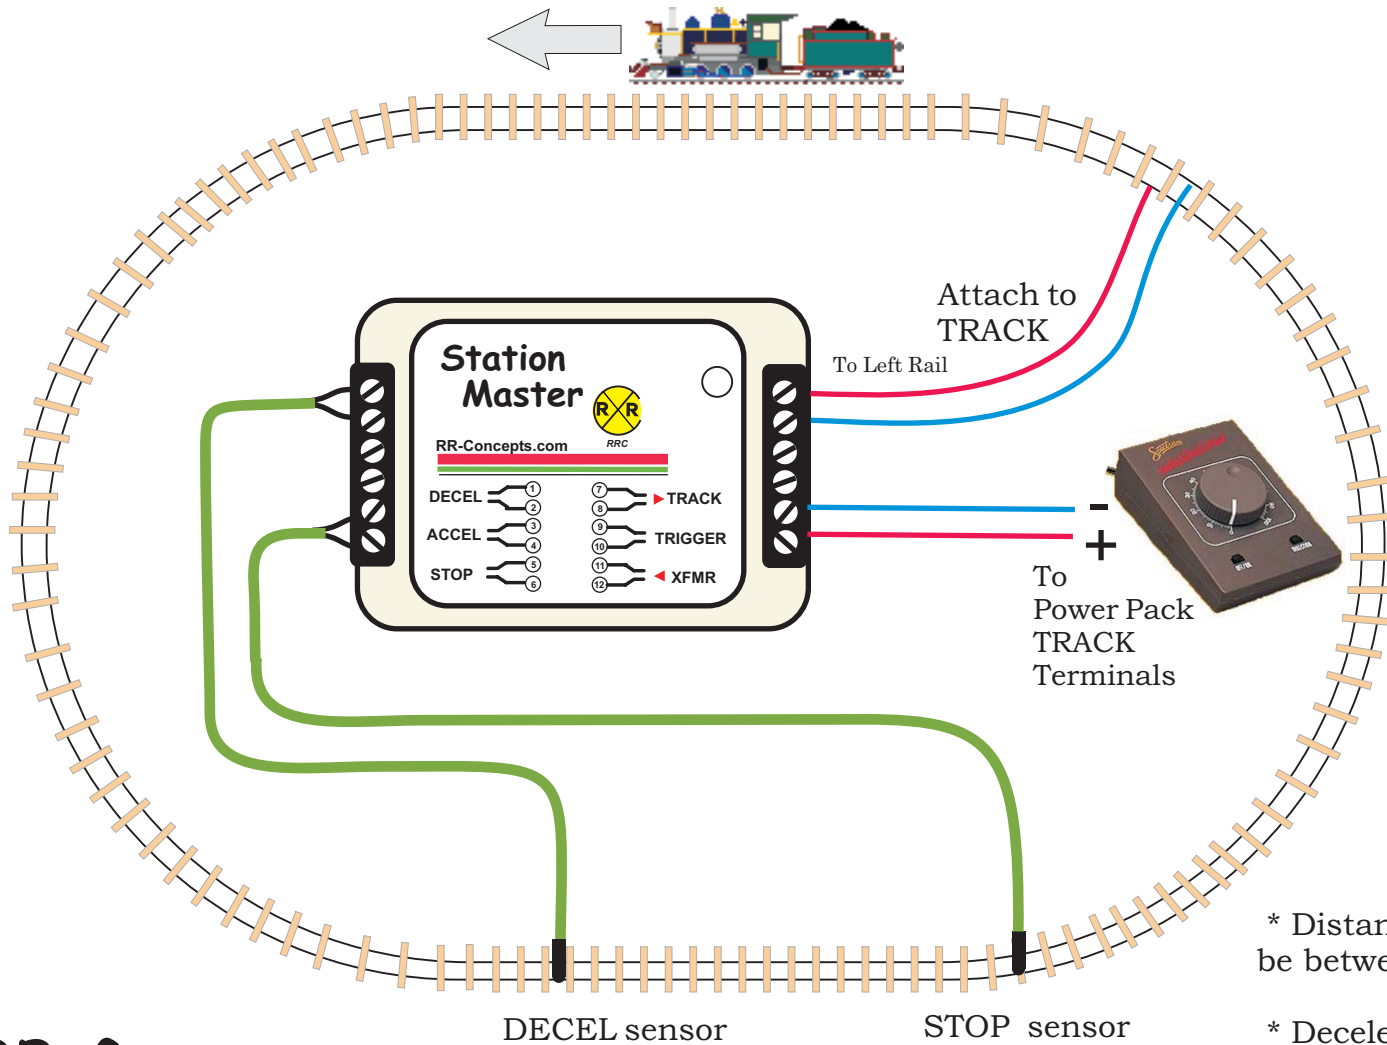 Attach to
TRACK
To Left Rail
Station
Master
R R
RRC
RR-Concepts.com
DECEL 1 2
ACCEL 3 4
STOP 5 6
7 8 TRACK
9 10 TRIGGER
11 12 XFMR
Spectrum
-
+
To
Power Pack
TRACK
Terminals
* Distan
be betwe
* Decele
DECEL sensor
STOP sensor